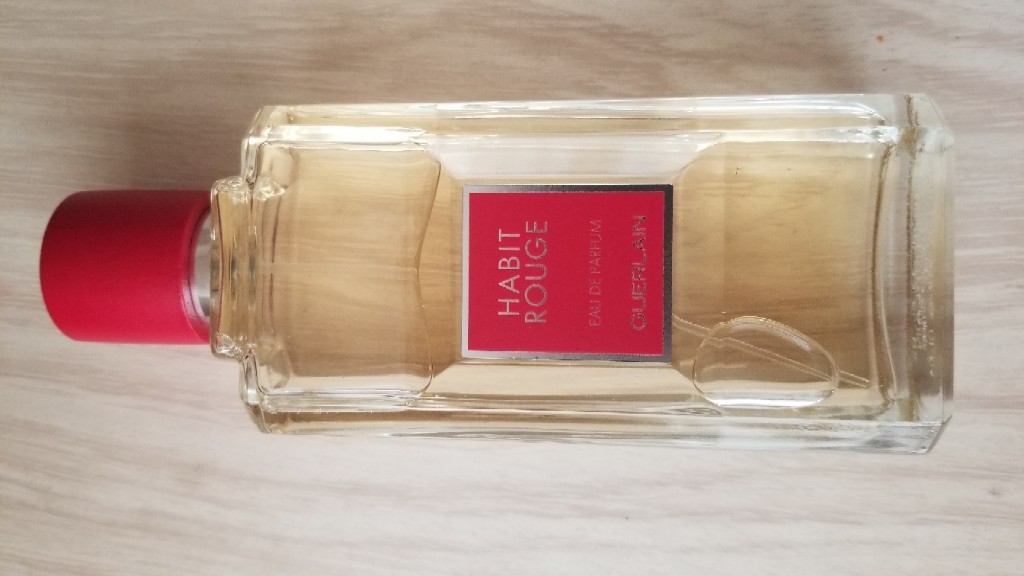 HABIT
ROUGE
EAU DE PARFUM
GUERLAIN